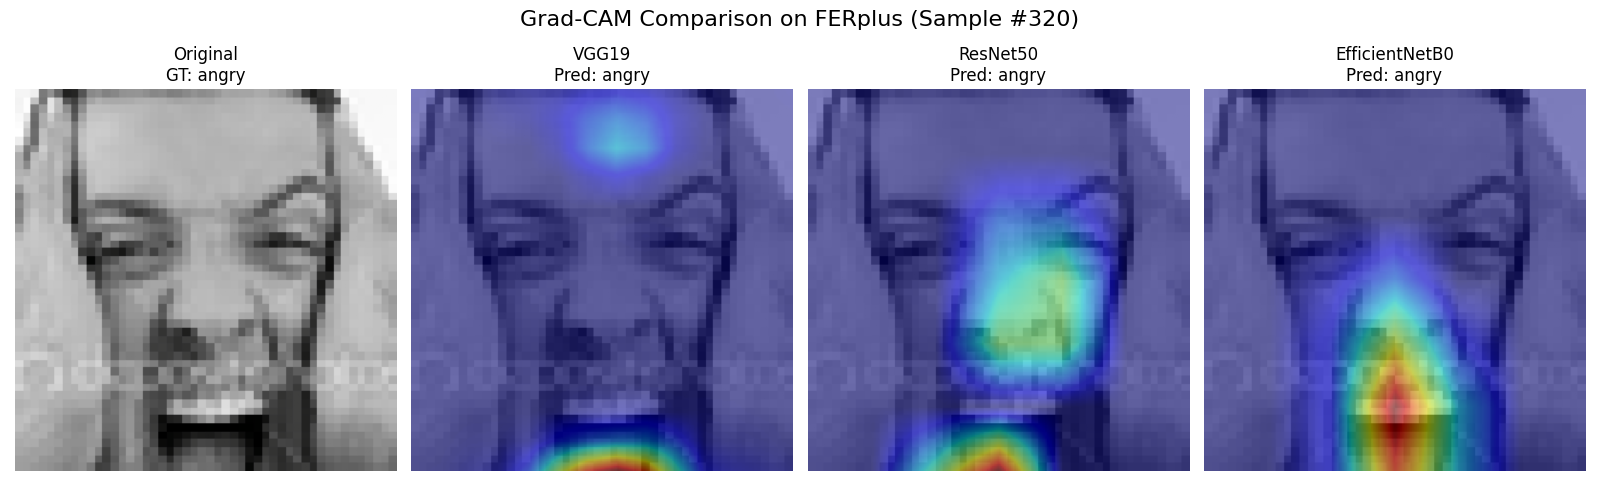 Grad-CAM Comparison on FERplus (Sample #320)
Original
GT: angry
VGG19
Pred: angry
ResNet50
Pred: angry
EfficientNetB0
Pred: angry